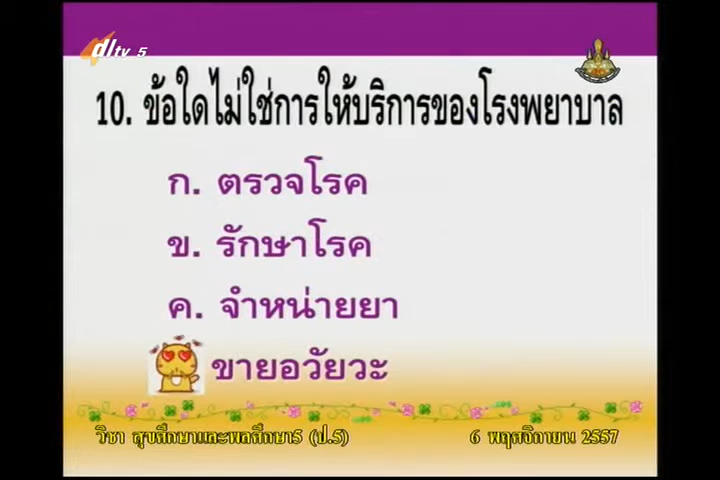 dltv 5
10. ข้อใดไม่ใช่การให้บริการของโรงพยาบาล
ก. ตรวจโรค
ข. รักษาโรค
ค. จำหน่ายยา
ขายอวัยวะ
วิชา สุขศึกษาและพลศึกษา5 (ป.5) 6 พฤศจิกายน 2557